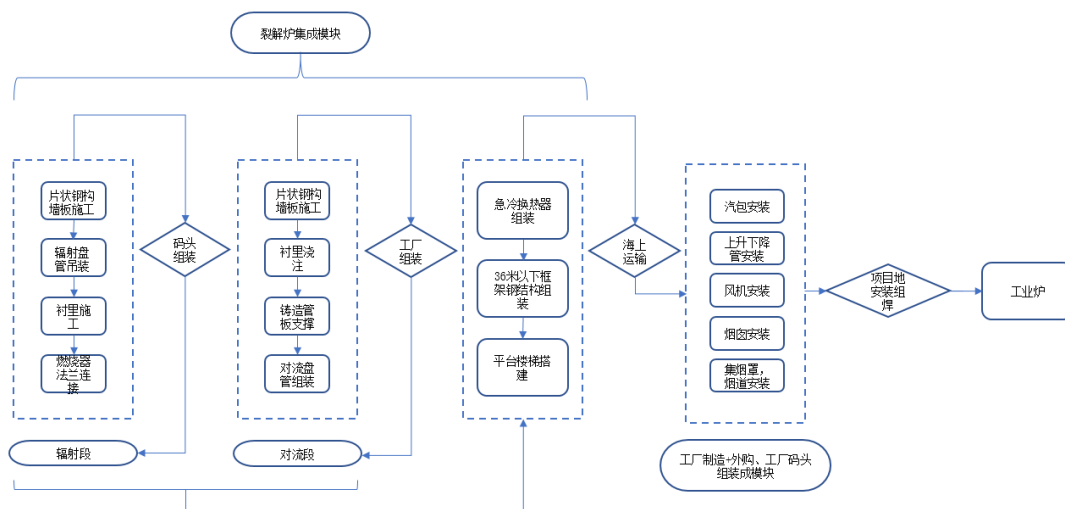 裂解炉集成模块
片状钢构
墙板施工
辐射盘
管吊装
衬里施
工
燃烧器
法兰连
接
码头
组装
辐射段
片状钢构
墙板施工
衬里浇
注
铸造管
板支撑
对流盘
管组装
工厂
组装
对流段
急冷换热器
组装
36米以下框
架钢结构组
装
平台楼梯搭
建
海上
运输
汽包安装
上升下降
管安装
风机安装
烟囱安装
集烟罩，
烟道安装
工厂制造+外购、工厂码头
组装成模块
项目地
安装组
焊
工业炉